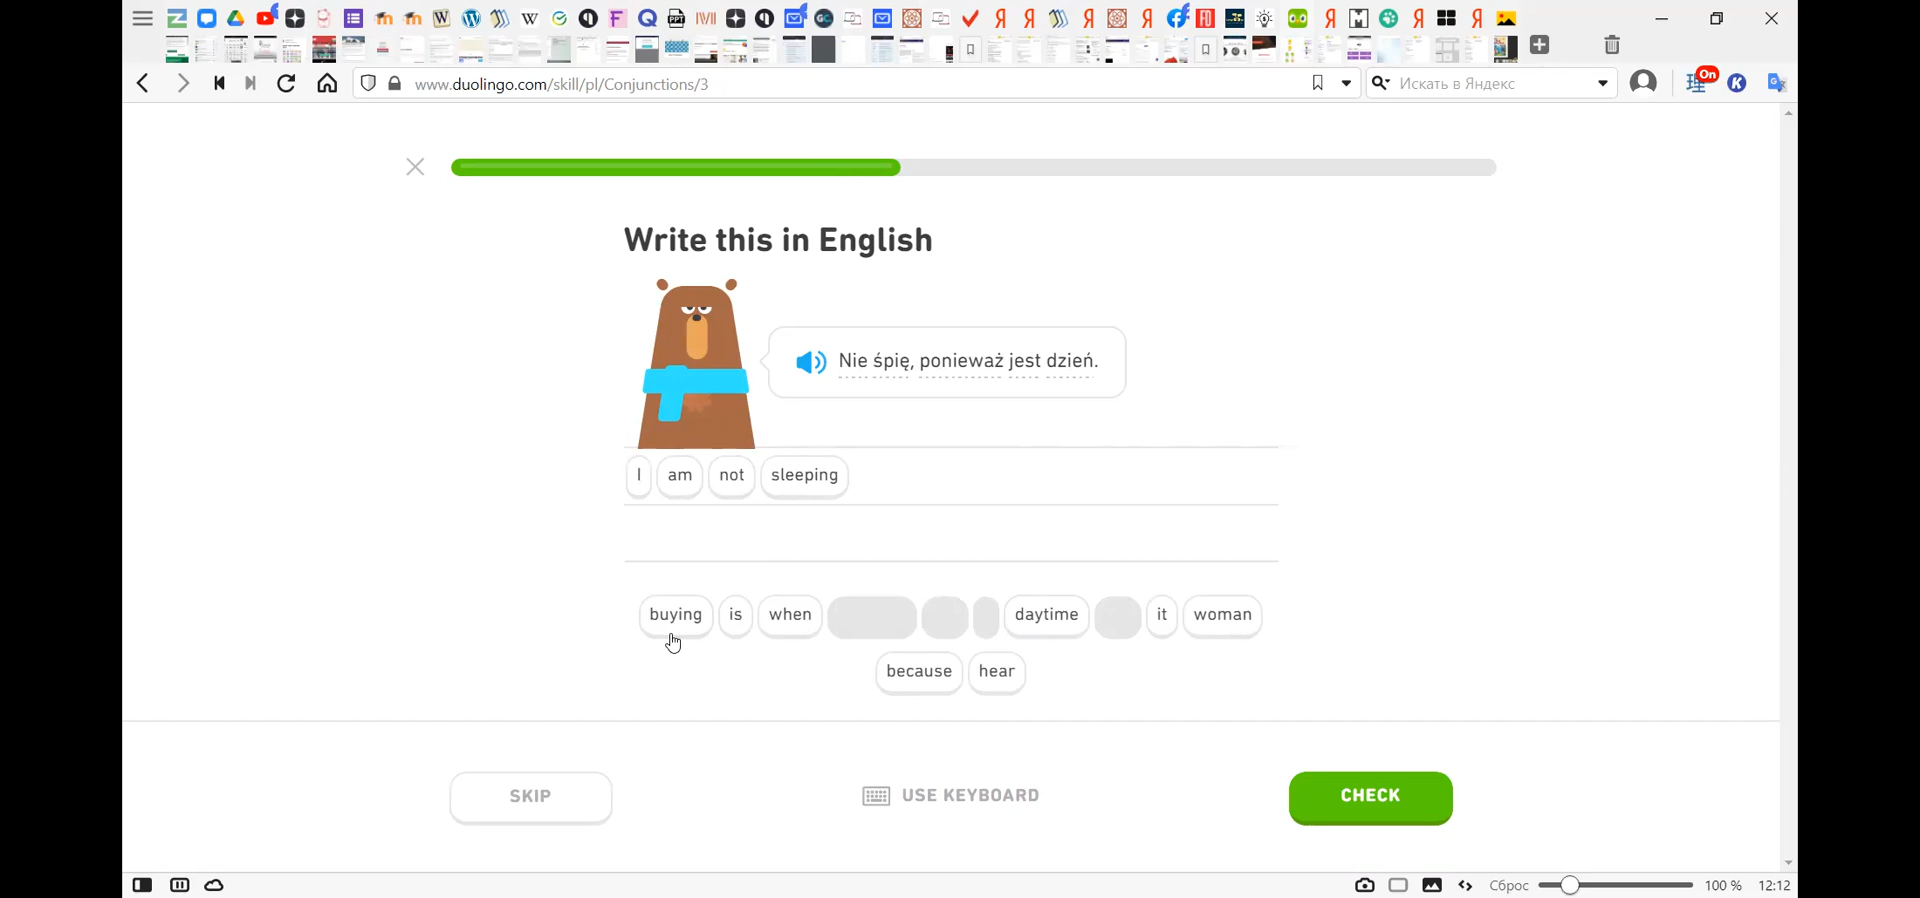 www.duolingo.com/skill/pl/Conjunctions/3
Искать в Яндекс
On
Write this in English
Nie śpię, ponieważ jest dzień.
I am not sleeping
buying is when daytime it woman
because hear
SKIP
USE KEYBOARD
CHECK
Сброс
100 %
12:12